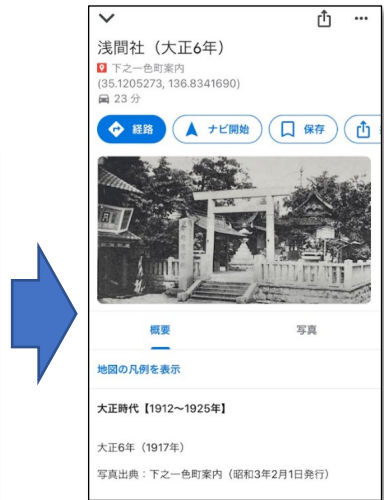 浅間社（大正6年）
下之一色町案内
(35.1205273, 136.8341690)
23 分
経路
ナビ開始
保存
概要
写真
地図の凡例を表示
大正時代【1912～1925年】
大正6年（1917年）
写真出典：下之一色町案内（昭和3年2月1日発行）